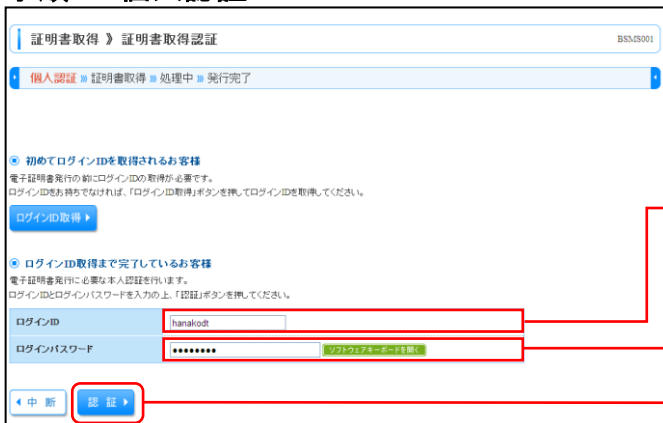 証明書取得 》 証明書取得認証
BSMS001
個人認証 »» 証明書取得 »» 処理中 »» 発行完了
初めてログインIDを取得されるお客様
電子証明書発行の前にログインIDの取得が必要です。
ログインIDをお持ちでなければ、「ログインID取得」ボタンを押してログインIDを取得してください。
ログインID取得
ログインID取得まで完了しているお客様
電子証明書発行に必要な本人認証を行います。
ログインIDとログインパスワードを入力の上、「認証」ボタンを押してください。
ログインID
hanakodt
ログインパスワード
●●●●●●●●
ソフトウェアキーボードを開く
中 断
認 証